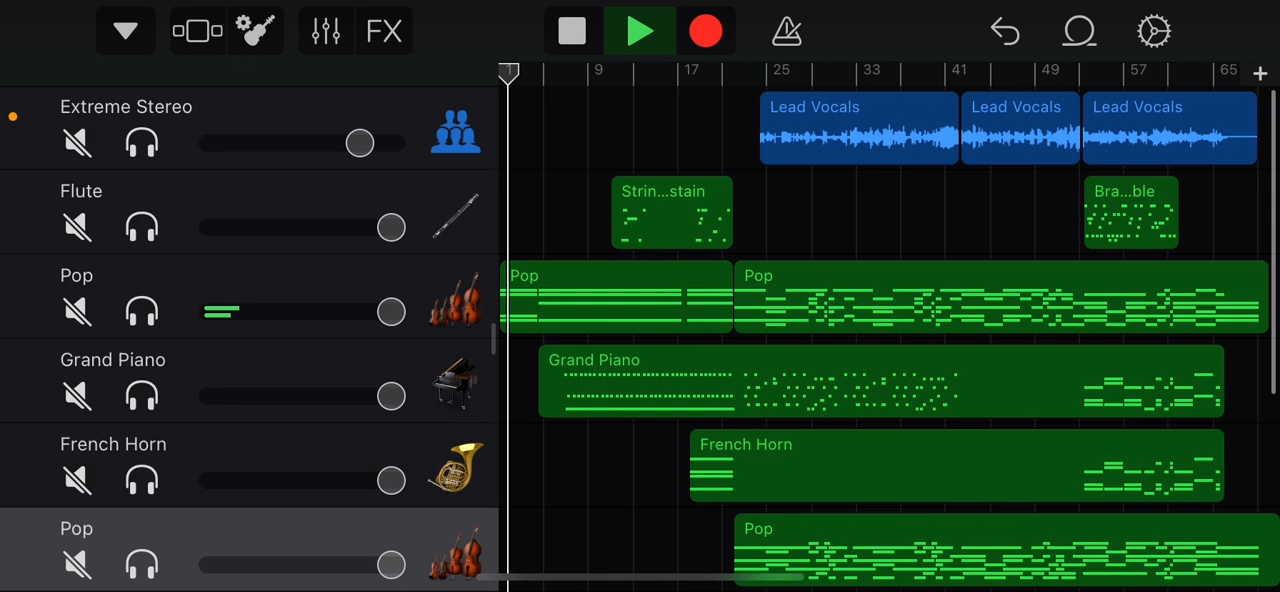 FX
1 9 17 25 33 41 49 57 65 +
Extreme Stereo
Lead Vocals Lead Vocals Lead Vocals
Flute
Strin...stain Bra...ble
Pop
Pop Pop
Grand Piano
Grand Piano
French Horn
French Horn
Pop
Pop